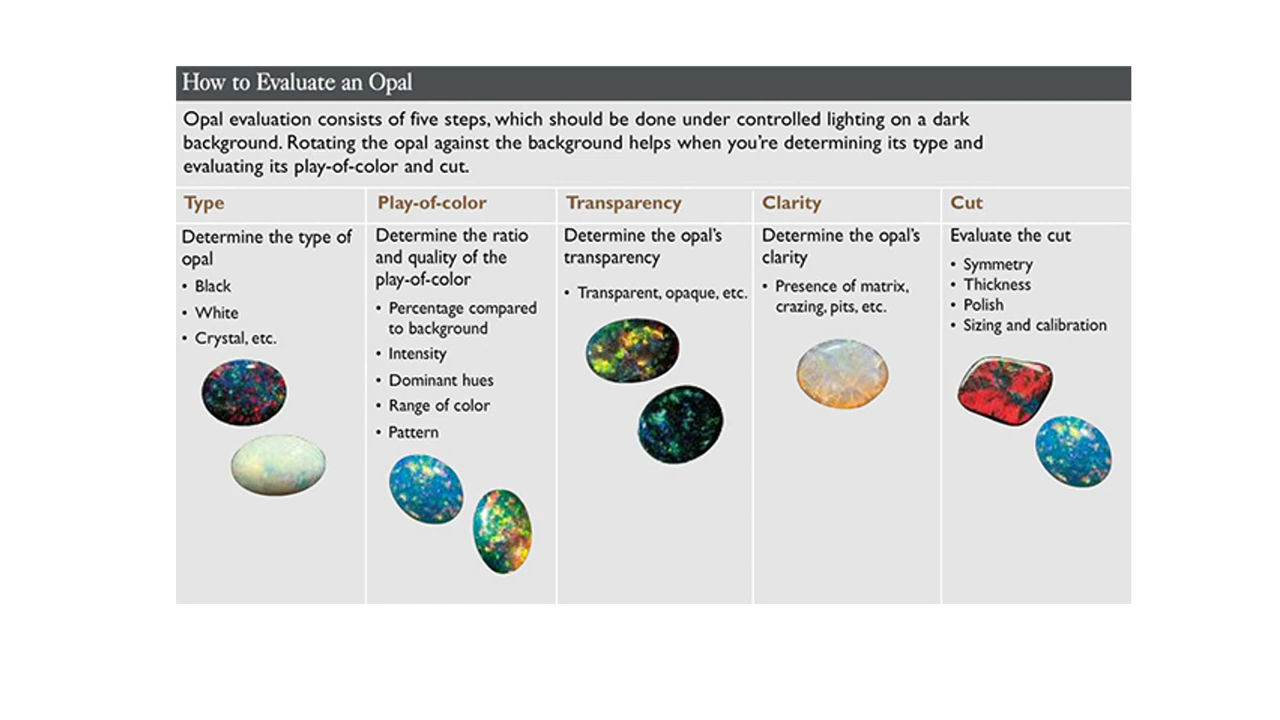 How to Evaluate an Opal
Opal evaluation consists of five steps, which should be done under controlled lighting on a dark
background. Rotating the opal against the background helps when you're determining its type and
evaluating its play-of-color and cut.
Type
Determine the type of
opal
• Black
• White
• Crystal, etc.
Play-of-color
Determine the ratio
and quality of the
play-of-color
• Percentage compared
to background
• Intensity
• Dominant hues
• Range of color
• Pattern
Transparency
Determine the opal's
transparency
• Transparent, opaque, etc.
Clarity
Determine the opal's
clarity
• Presence of matrix,
crazing, pits, etc.
Cut
Evaluate the cut
• Symmetry
• Thickness
• Polish
• Sizing and calibration